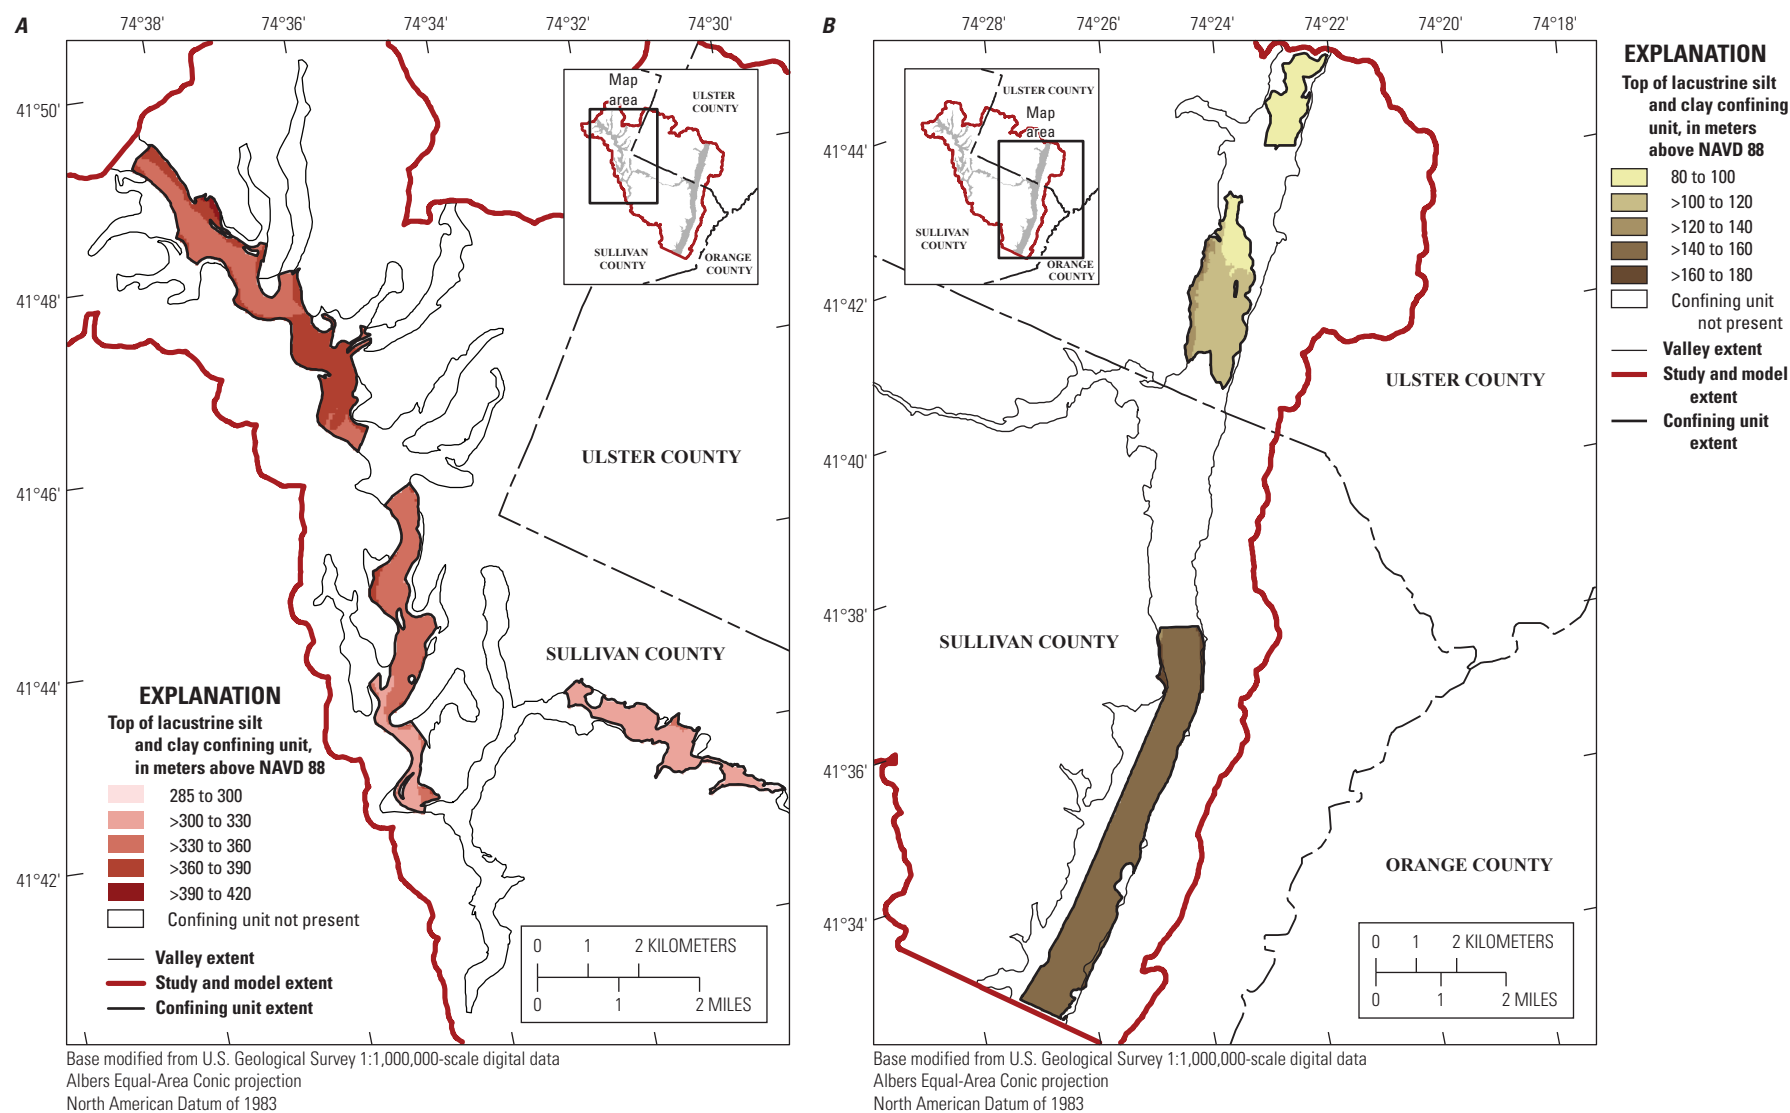 A
74°38'
74°36'
74°34'
74°32'
74°30'
41°50'
41°48'
41°46'
41°44'
41°42'
Map
area
ULSTER
COUNTY
SULLIVAN
COUNTY
ORANGE
COUNTY
ULSTER COUNTY
SULLIVAN COUNTY
EXPLANATION
Top of lacustrine silt
and clay confining unit,
in meters above NAVD 88
285 to 300
>300 to 330
>330 to 360
>360 to 390
>390 to 420
Confining unit not present
Valley extent
Study and model extent
Confining unit extent
0 1 2 KILOMETERS
0 1 2 MILES
Base modified from U.S. Geological Survey 1:1,000,000-scale digital data
Albers Equal-Area Conic projection
North American Datum of 1983
B
74°28'
74°26'
74°24'
74°22'
74°20'
74°18'
41°44'
41°42'
41°40'
41°38'
41°36'
41°34'
ULSTER COUNTY
Map
area
SULLIVAN
COUNTY
ORANGE
COUNTY
ULSTER COUNTY
SULLIVAN COUNTY
ORANGE COUNTY
0 1 2 KILOMETERS
0 1 2 MILES
Base modified from U.S. Geological Survey 1:1,000,000-scale digital data
Albers Equal-Area Conic projection
North American Datum of 1983
EXPLANATION
Top of lacustrine silt
and clay confining
unit, in meters
above NAVD 88
80 to 100
>100 to 120
>120 to 140
>140 to 160
>160 to 180
Confining unit
not present
Valley extent
Study and model
extent
Confining unit
extent